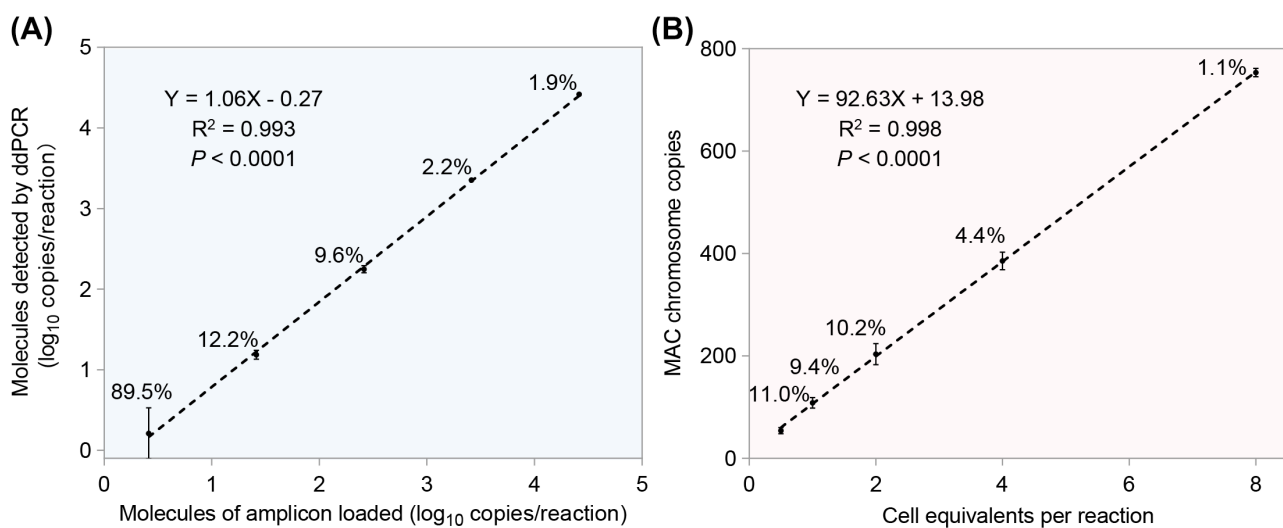 (A)
5
4
3
2
1
0
0 1 2 3 4 5
Molecules detected by ddPCR
(log10 copies/reaction)
Molecules of amplicon loaded (log10 copies/reaction)
Y = 1.06X - 0.27
R² = 0.993
P < 0.0001
89.5%
12.2%
9.6%
2.2%
1.9%
(B)
800
600
400
200
0
0 2 4 6 8
MAC chromosome copies
Cell equivalents per reaction
Y = 92.63X + 13.98
R² = 0.998
P < 0.0001
11.0%
9.4%
10.2%
4.4%
1.1%